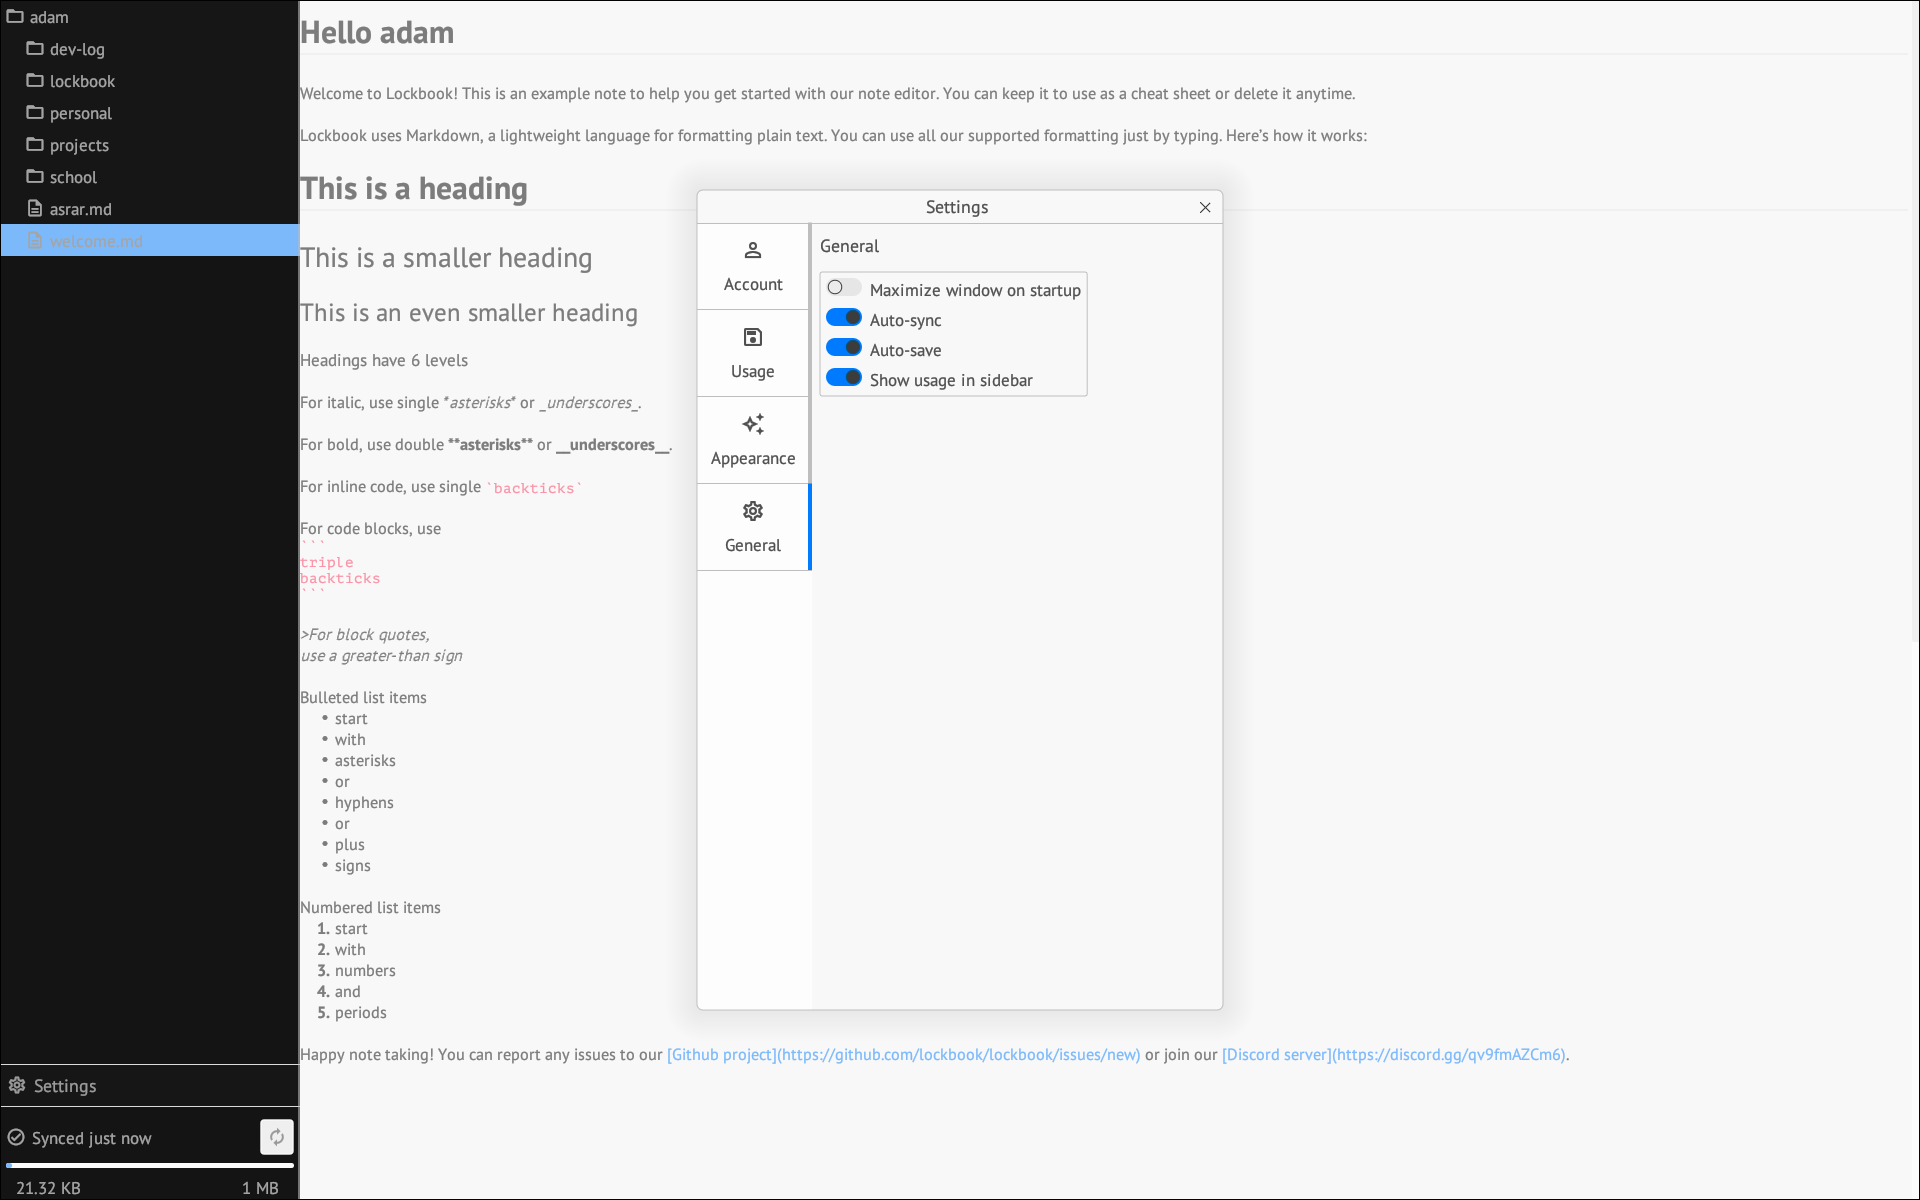 adam
dev-log
lockbook
personal
projects
school
asrar.md
welcome.md
Settings
Synced just now
21.32 KB 1 MB
Hello adam
Welcome to Lockbook! This is an example note to help you get started with our note editor. You can keep it to use as a cheat sheet or delete it anytime.
Lockbook uses Markdown, a lightweight language for formatting plain text. You can use all our supported formatting just by typing. Here's how it works:
This is a heading
This is a smaller heading
This is an even smaller heading
Headings have 6 levels
For italic, use single *asterisks* or _underscores_.
For bold, use double **asterisks** or __underscores__.
For inline code, use single `backticks`
For code blocks, use
```
triple
backticks
```
>For block quotes,
use a greater-than sign
Bulleted list items
• start
• with
• asterisks
• or
• hyphens
• or
• plus
• signs
Numbered list items
1. start
2. with
3. numbers
4. and
5. periods
Happy note taking! You can report any issues to our [Github project](https://github.com/lockbook/lockbook/issues/new) or join our [Discord server](https://discord.gg/qv9fmAZCm6).
Settings
Account
Usage
Appearance
General
General
Maximize window on startup
Auto-sync
Auto-save
Show usage in sidebar